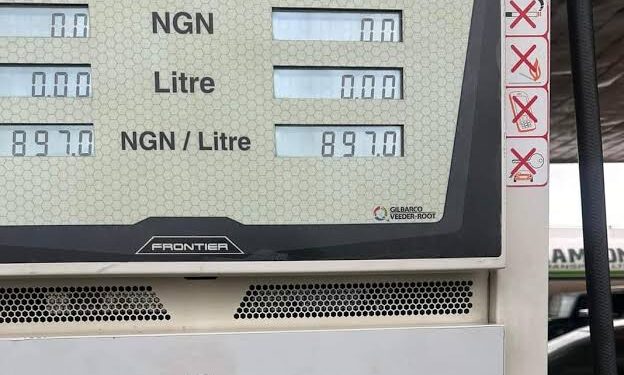 0.0 NGN 0.0
0.00 Litre 0.00
897.0 NGN / Litre 897.0
GILBARCO
VEEDER-ROOT
FRONTIER